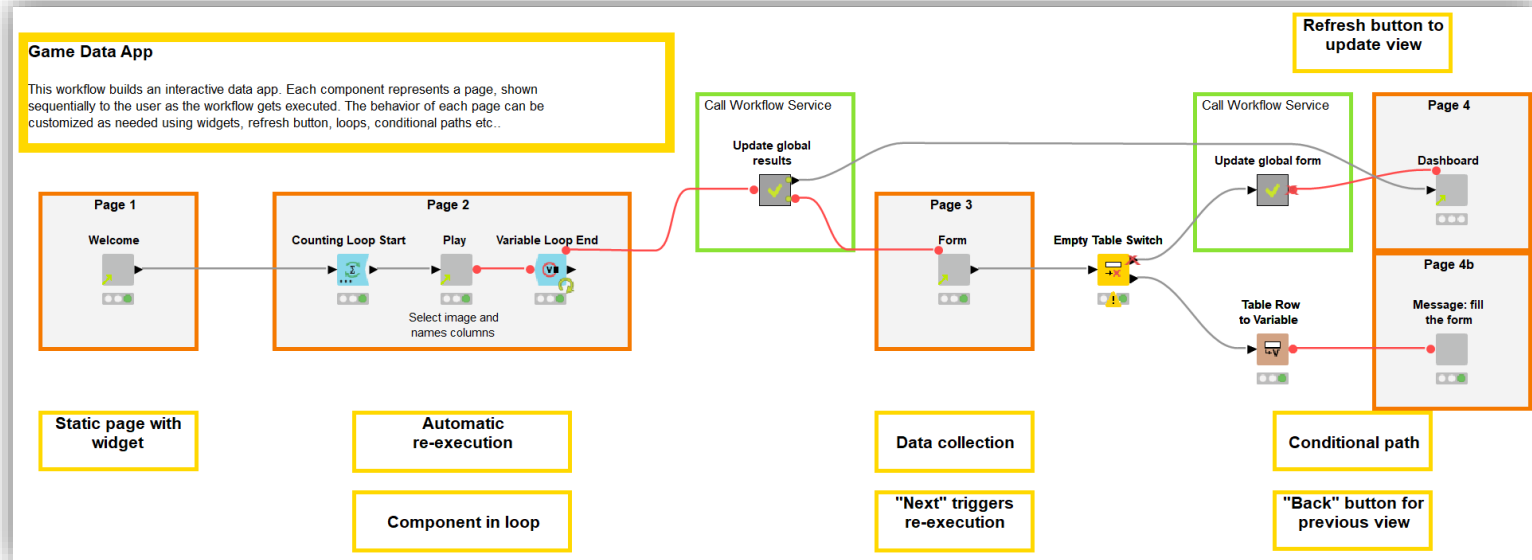 Refresh button to
update view
Game Data App
This workflow builds an interactive data app. Each component represents a page, shown
sequentially to the user as the workflow gets executed. The behavior of each page can be
customized as needed using widgets, refresh button, loops, conditional paths etc..
Call Workflow Service
Call Workflow Service
Page 4
Update global
results
Update global form
Dashboard
Page 1
Page 2
Page 3
Welcome
Counting Loop Start
Play
Variable Loop End
Form
Empty Table Switch
Page 4b
Select image and
names columns
Table Row
to Variable
Message: fill
the form
Static page with
widget
Automatic
re-execution
Data collection
Conditional path
Component in loop
"Next" triggers
re-execution
"Back" button for
previous view